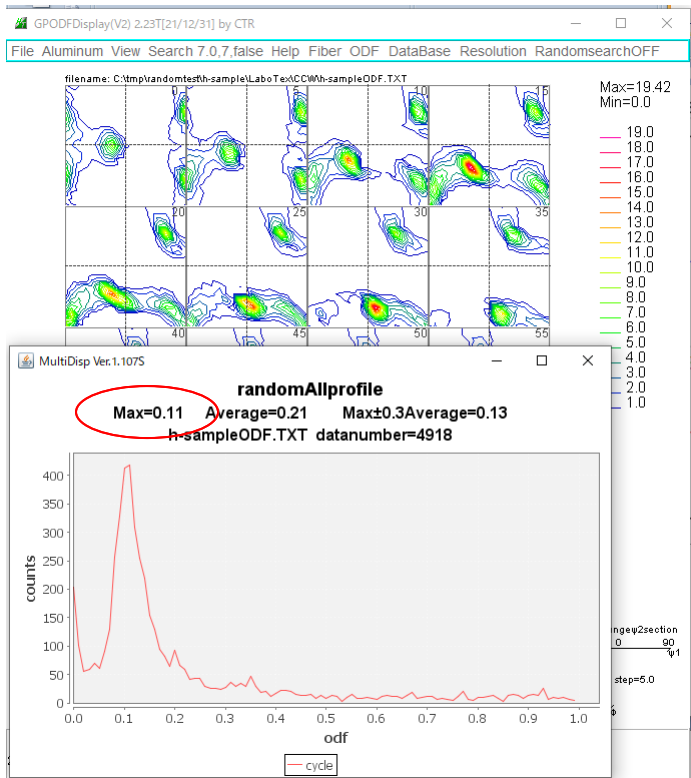 GPODFDisplay(V2) 2.23T[21/12/31] by CTR
File Aluminum View Search 7.0,7,false Help Fiber ODF DataBase Resolution RandomsearchOFF
filename: C:\tmp\randomtest\h-sample\LaboTex\CCW\h-sampleODF.TXT
Max=19.42
Min=0.0
0 5 10 15
19.0
18.0
17.0
16.0
15.0
14.0
13.0
12.0
11.0
10.0
9.0
8.0
7.0
6.0
5.0
4.0
3.0
2.0
1.0
20 25 30 35
40 45 50 55
MultiDisp Ver.1.107S
randomAllprofile
Max=0.11 Average=0.21 Max±0.3Average=0.13
h-sampleODF.TXT datanumber=4918
counts
400
350
300
250
200
150
100
50
0
0.0 0.1 0.2 0.3 0.4 0.5 0.6 0.7 0.8 0.9 1.0
odf
cycle
ngeψ2section
0 90
ψ1
step=5.0